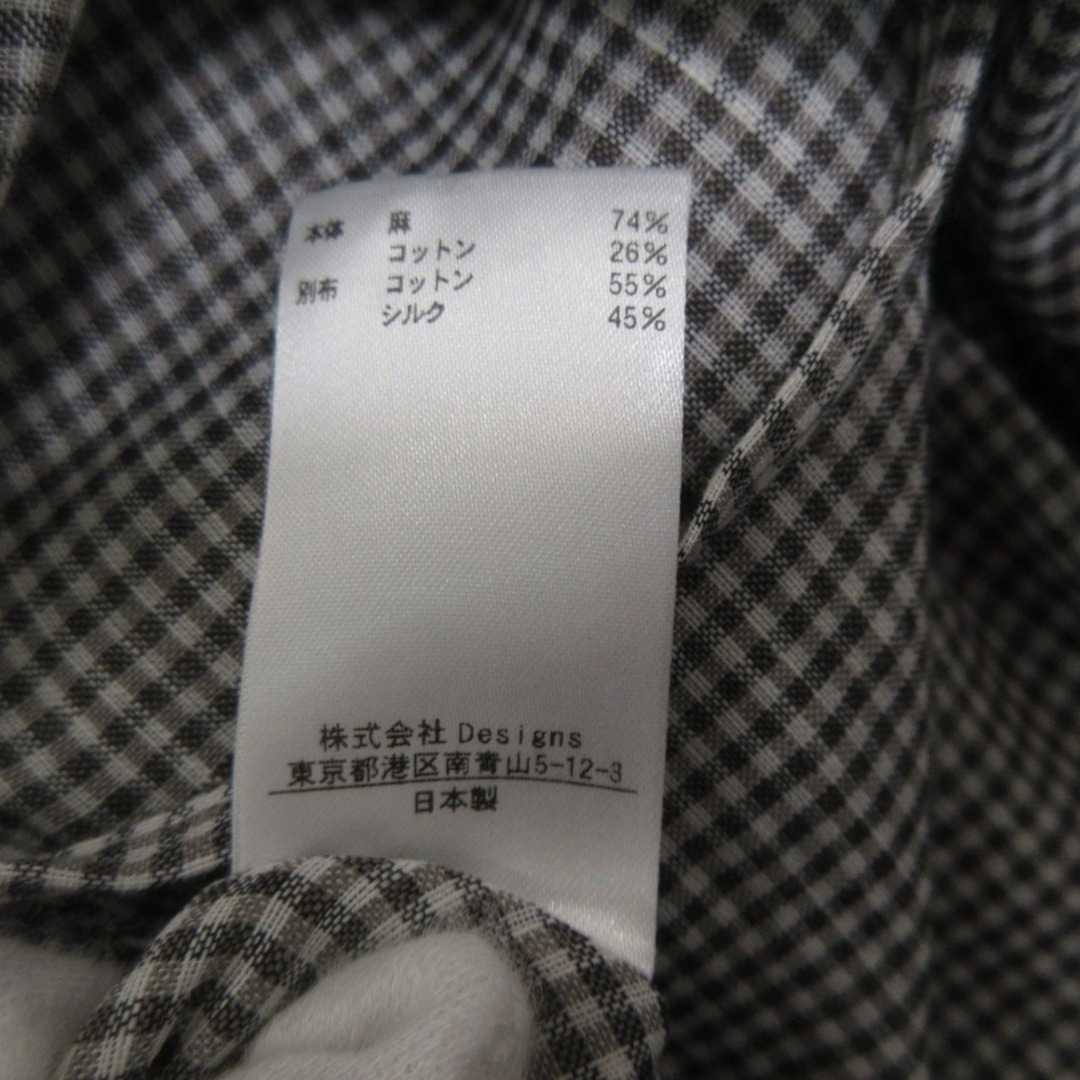 本体 麻 74%
コットン 26%
別布 コットン 55%
シルク 45%
株式会社 Designs
東京都港区南青山5-12-3
日本製